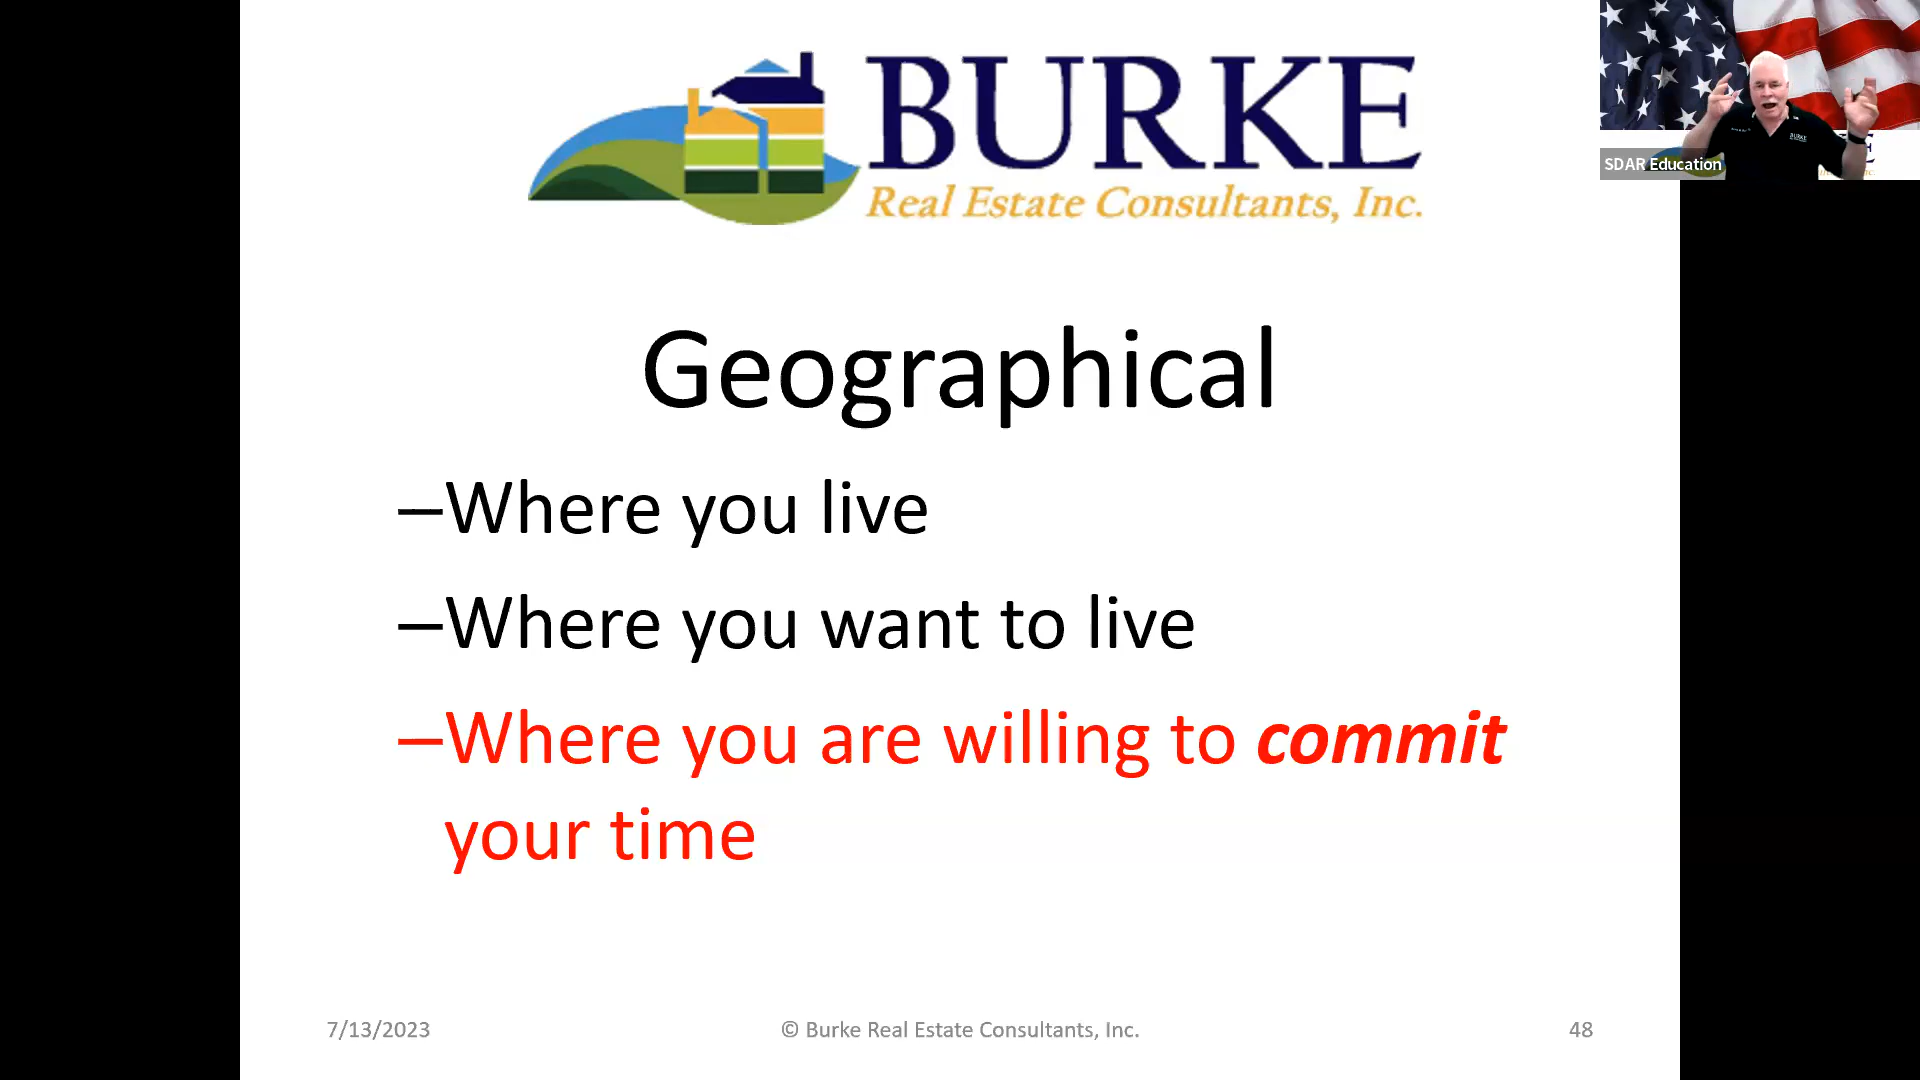 BURKE
Real Estate Consultants, Inc.
SDAR Education
BURKE
Geographical
–Where you live
–Where you want to live
–Where you are willing to commit
your time
7/13/2023
© Burke Real Estate Consultants, Inc.
48